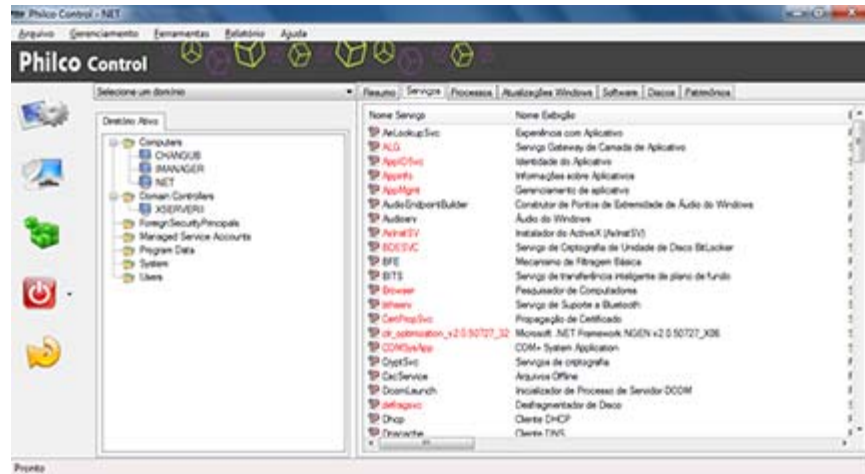 Philco Control - NET
Arquivo Gerenciamento Ferramentas Relatório Ajuda
Philco Control
Selecione um domínio
Resumo Serviços Processos Atualizações Windows Software Discos Patrimônios
Diretório Ativo
Computers
CHANGUB
IMANAGER
NET
Domain Controllers
XSERVERII
ForeignSecurityPrincipals
Managed Service Accounts
Program Data
System
Users
Nome Serviço Nome Exibição
AeLookupSvc Experiência com Aplicativo
ALG Serviço Gateway de Camada de Aplicativo
AppIDSvc Identidade do Aplicativo
Appinfo Informações sobre Aplicativos
AppMgmt Gerenciamento de aplicativo
AudioEndpointBuilder Construtor de Pontos de Extremidade de Áudio do Windows
Audiosrv Áudio do Windows
AxInstSV Instalador do ActiveX (AxInstSV)
BDESVC Serviço de Criptografia de Unidade de Disco BitLocker
BFE Mecanismo de Filtragem Básica
BITS Serviço de transferência inteligente de plano de fundo
Browser Pesquisador de Computadores
bthserv Serviço de Suporte a Bluetooth
CertPropSvc Propagação de Certificado
clr_optimization_v2.0.50727_32 Microsoft .NET Framework NGEN v2.0.50727_X86
COMSysApp COM+ System Application
CryptSvc Serviços de criptografia
CscService Arquivos Offline
DcomLaunch Inicializador de Processo de Servidor DCOM
defragsvc Desfragmentador de Disco
Dhcp Cliente DHCP
Dnscache Cliente DNS
Pronto